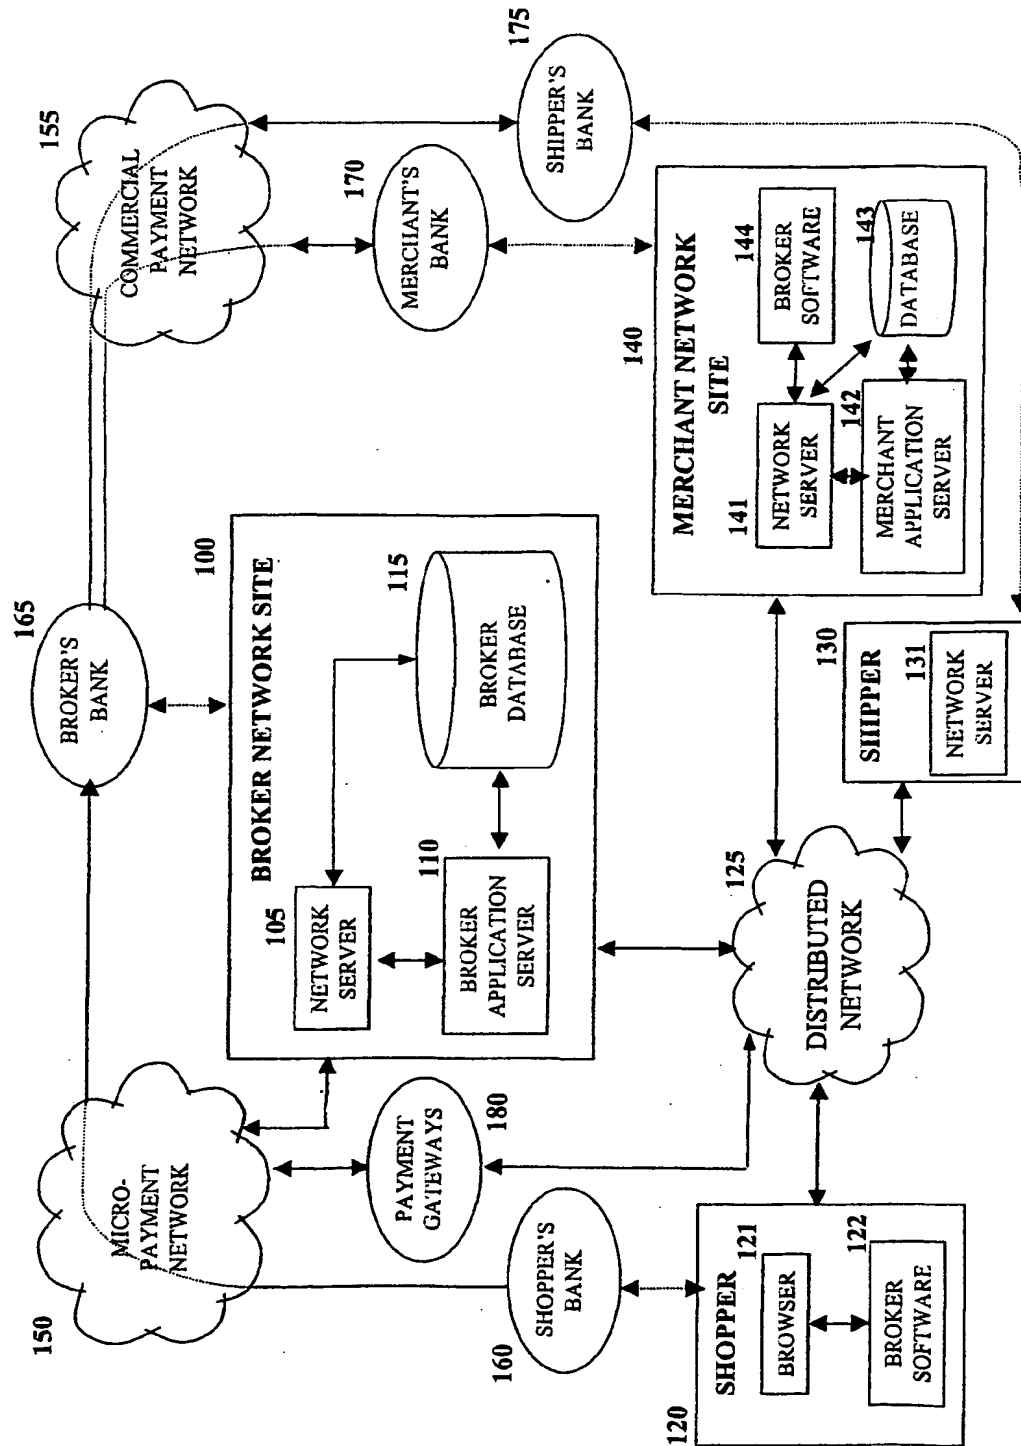 150
MICRO-
PAYMENT
NETWORK
165
BROKER'S
BANK
COMMERCIAL
PAYMENT
NETWORK
155
160
SHOPPER'S
BANK
PAYMENT
GATEWAYS
180
BROKER NETWORK SITE
100
105
NETWORK
SERVER
110
BROKER
APPLICATION
SERVER
115
BROKER
DATABASE
MERCHANT'S
BANK
170
SHIPPER'S
BANK
175
120
SHOPPER
BROWSER
121
BROKER
SOFTWARE
122
DISTRIBUTED
NETWORK
125
SHIPPER
130
131
NETWORK
SERVER
140
MERCHANT NETWORK
SITE
141
NETWORK
SERVER
144
BROKER
SOFTWARE
142
MERCHANT
APPLICATION
SERVER
143
DATABASE